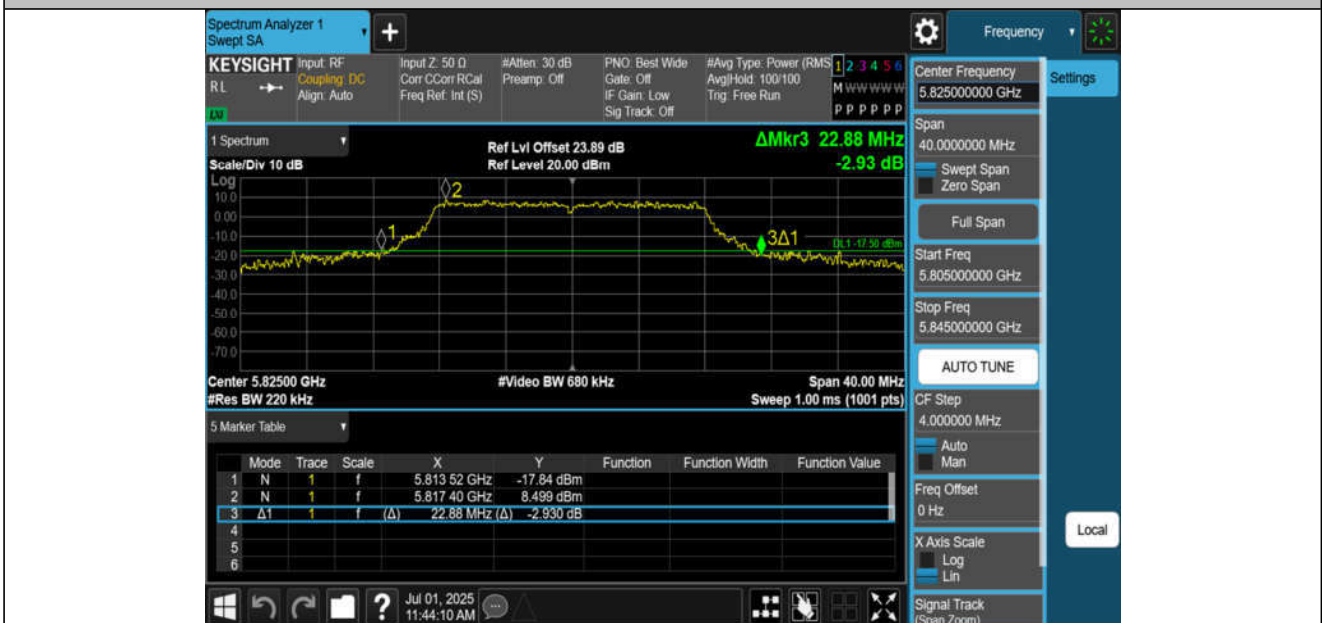 Spectrum Analyzer 1
Swept SA
+
Frequency
KEYSIGHT
RL
LV
Input: RF
Coupling: DC
Align: Auto
Input Z: 50 Ω
Corr CCorr RCal
Freq Ref: Int (S)
#Atten: 30 dB
Preamp: Off
PNO: Best Wide
Gate: Off
IF Gain: Low
Sig Track: Off
#Avg Type: Power (RMS
Avg|Hold: 100/100
Trig: Free Run
1 2 3 4 5 6
M W W W W W
P P P P P P
1 Spectrum
Scale/Div 10 dB
Ref Lvl Offset 23.89 dB
Ref Level 20.00 dBm
ΔMkr3 22.88 MHz
-2.93 dB
Log
10.0
0.00
-10.0
-20.0
-30.0
-40.0
-50.0
-60.0
-70.0
1
2
3Δ1
DL1 -17.50 dBm
Center 5.82500 GHz
#Res BW 220 kHz
#Video BW 680 kHz
Span 40.00 MHz
Sweep 1.00 ms (1001 pts)
5 Marker Table
Mode Trace Scale X Y Function Function Width Function Value
1 N 1 f 5.813 52 GHz -17.84 dBm
2 N 1 f 5.817 40 GHz 8.499 dBm
3 Δ1 1 f (Δ) 22.88 MHz (Δ) -2.930 dB
4
5
6
?
Jul 01, 2025
11:44:10 AM
Center Frequency
5.825000000 GHz
Span
40.0000000 MHz
Swept Span
Zero Span
Full Span
Start Freq
5.805000000 GHz
Stop Freq
5.845000000 GHz
AUTO TUNE
CF Step
4.000000 MHz
Auto
Man
Freq Offset
0 Hz
X Axis Scale
Log
Lin
Signal Track
(Span Zoom)
Settings
Local